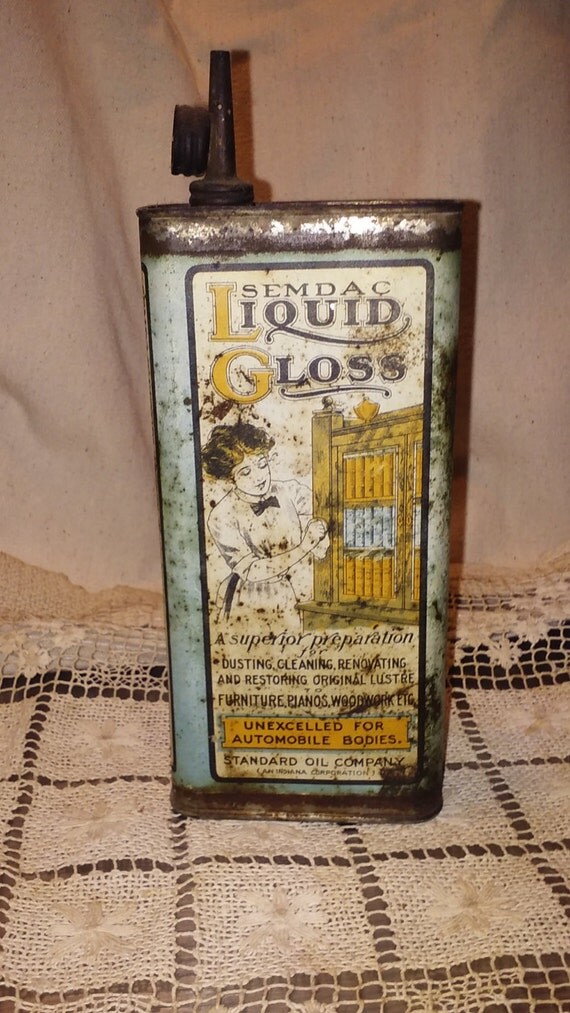 SEMDAC
LIQUID
GLOSS
A superior preparation
for
DUSTING, CLEANING, RENOVATING
AND RESTORING ORIGINAL LUSTRE
TO
FURNITURE, PIANOS, WOODWORK ETC.
UNEXCELLED FOR
AUTOMOBILE BODIES.
STANDARD OIL COMPANY
(AN INDIANA CORPORATION)